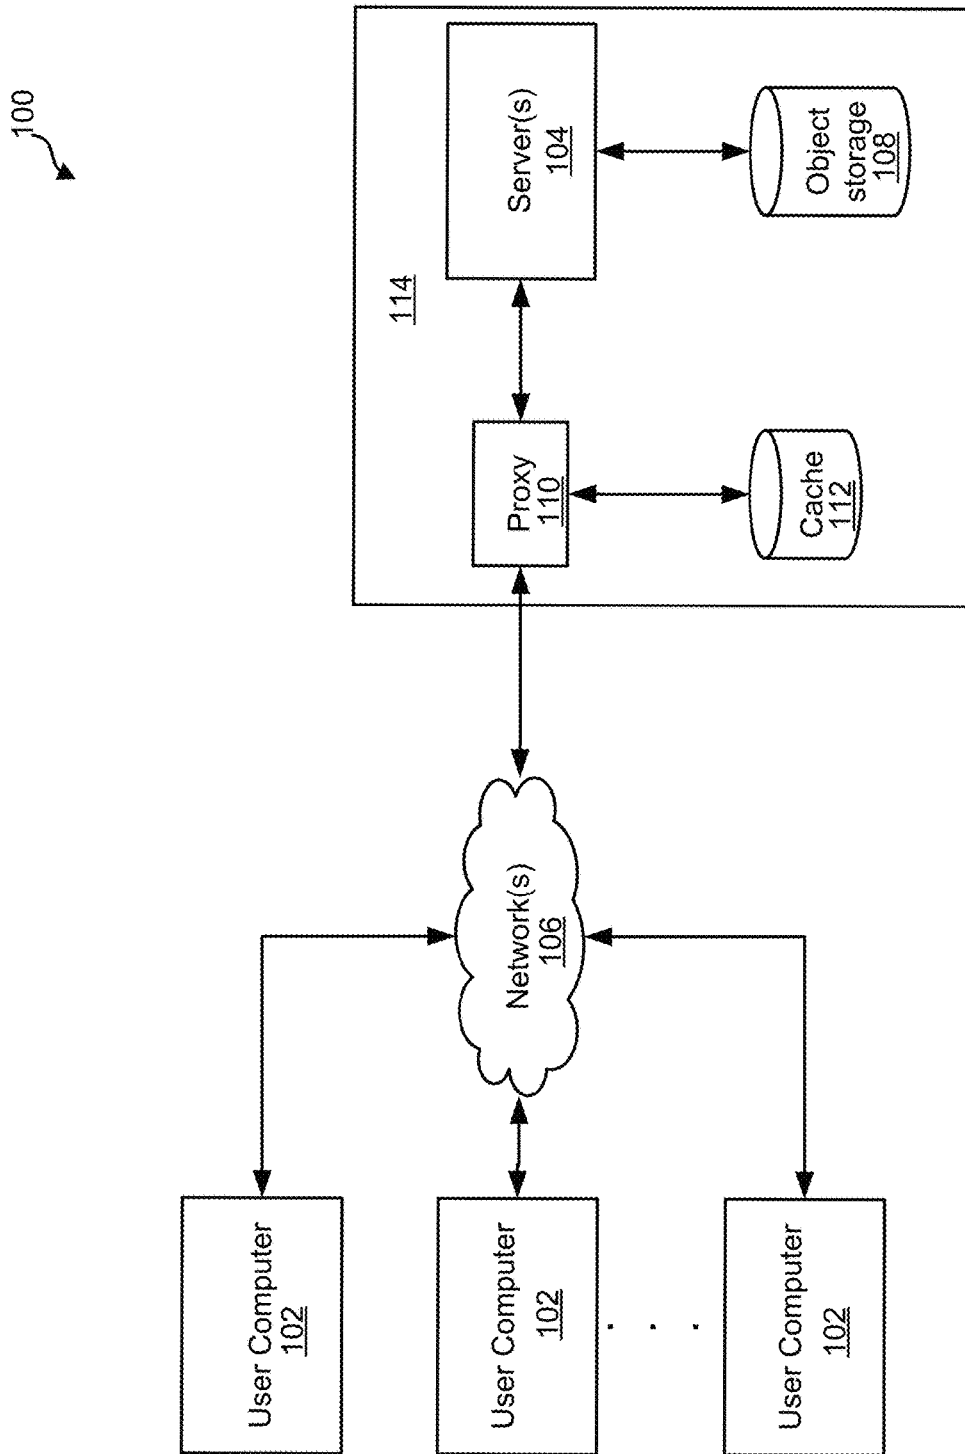 100
User Computer
102
User Computer
102
. . .
User Computer
102
Network(s)
106
114
Proxy
110
Cache
112
Server(s)
104
Object
storage
108